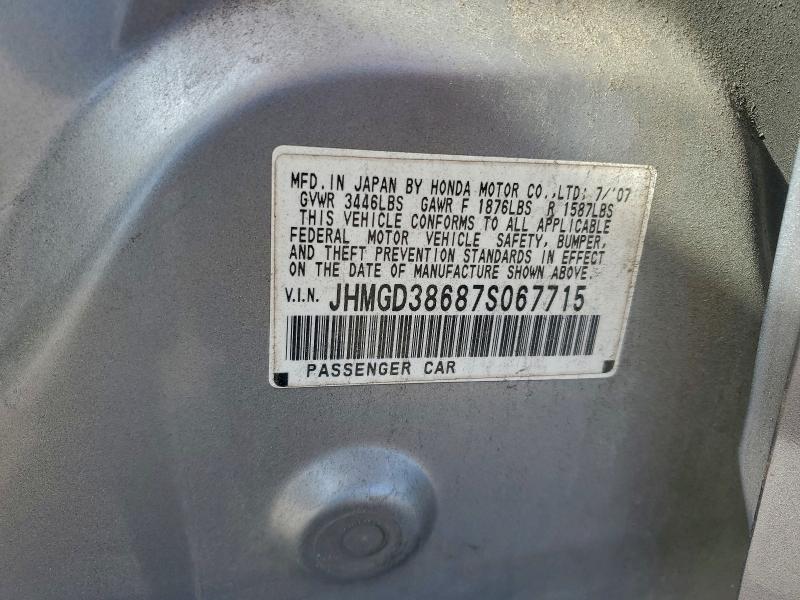 MFD.IN JAPAN BY HONDA MOTOR CO.,LTD; 7/'07
GVWR 3446LBS GAWR F 1876LBS R 1587LBS
THIS VEHICLE CONFORMS TO ALL APPLICABLE
FEDERAL MOTOR VEHICLE SAFETY, BUMPER,
AND THEFT PREVENTION STANDARDS IN EFFECT
ON THE DATE OF MANUFACTURE SHOWN ABOVE.
V.I.N. JHMGD38687S067715
PASSENGER CAR